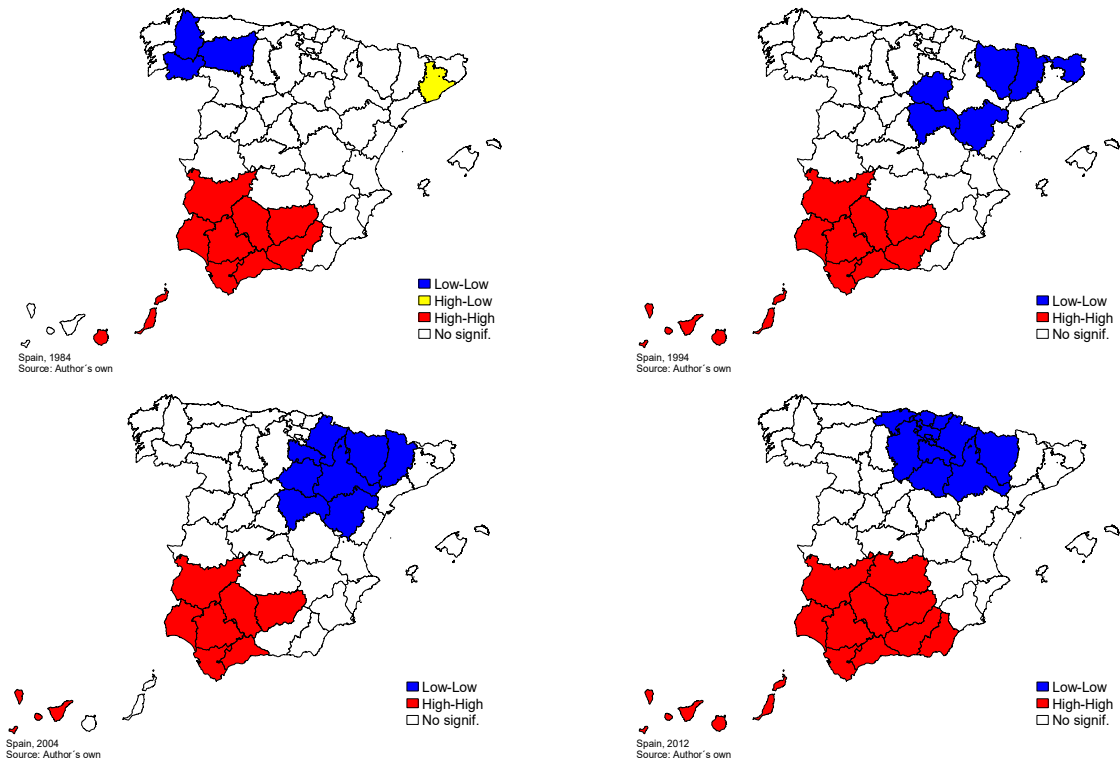 Low-Low
High-Low
High-High
No signif.
Spain, 1984
Source: Author´s own
Low-Low
High-High
No signif.
Spain, 1994
Source: Author´s own
Low-Low
High-High
No signif.
Spain, 2004
Source: Author´s own
Low-Low
High-High
No signif.
Spain, 2012
Source: Author´s own